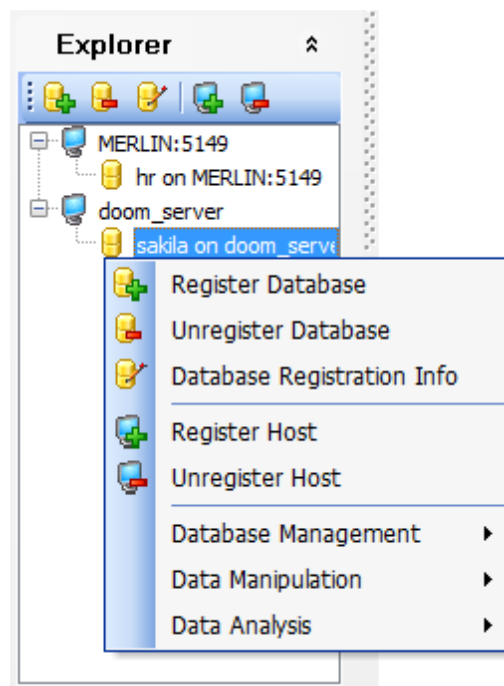 Explorer
MERLIN:5149
hr on MERLIN:5149
doom_server
sakila on doom_serve
Register Database
Unregister Database
Database Registration Info
Register Host
Unregister Host
Database Management
Data Manipulation
Data Analysis